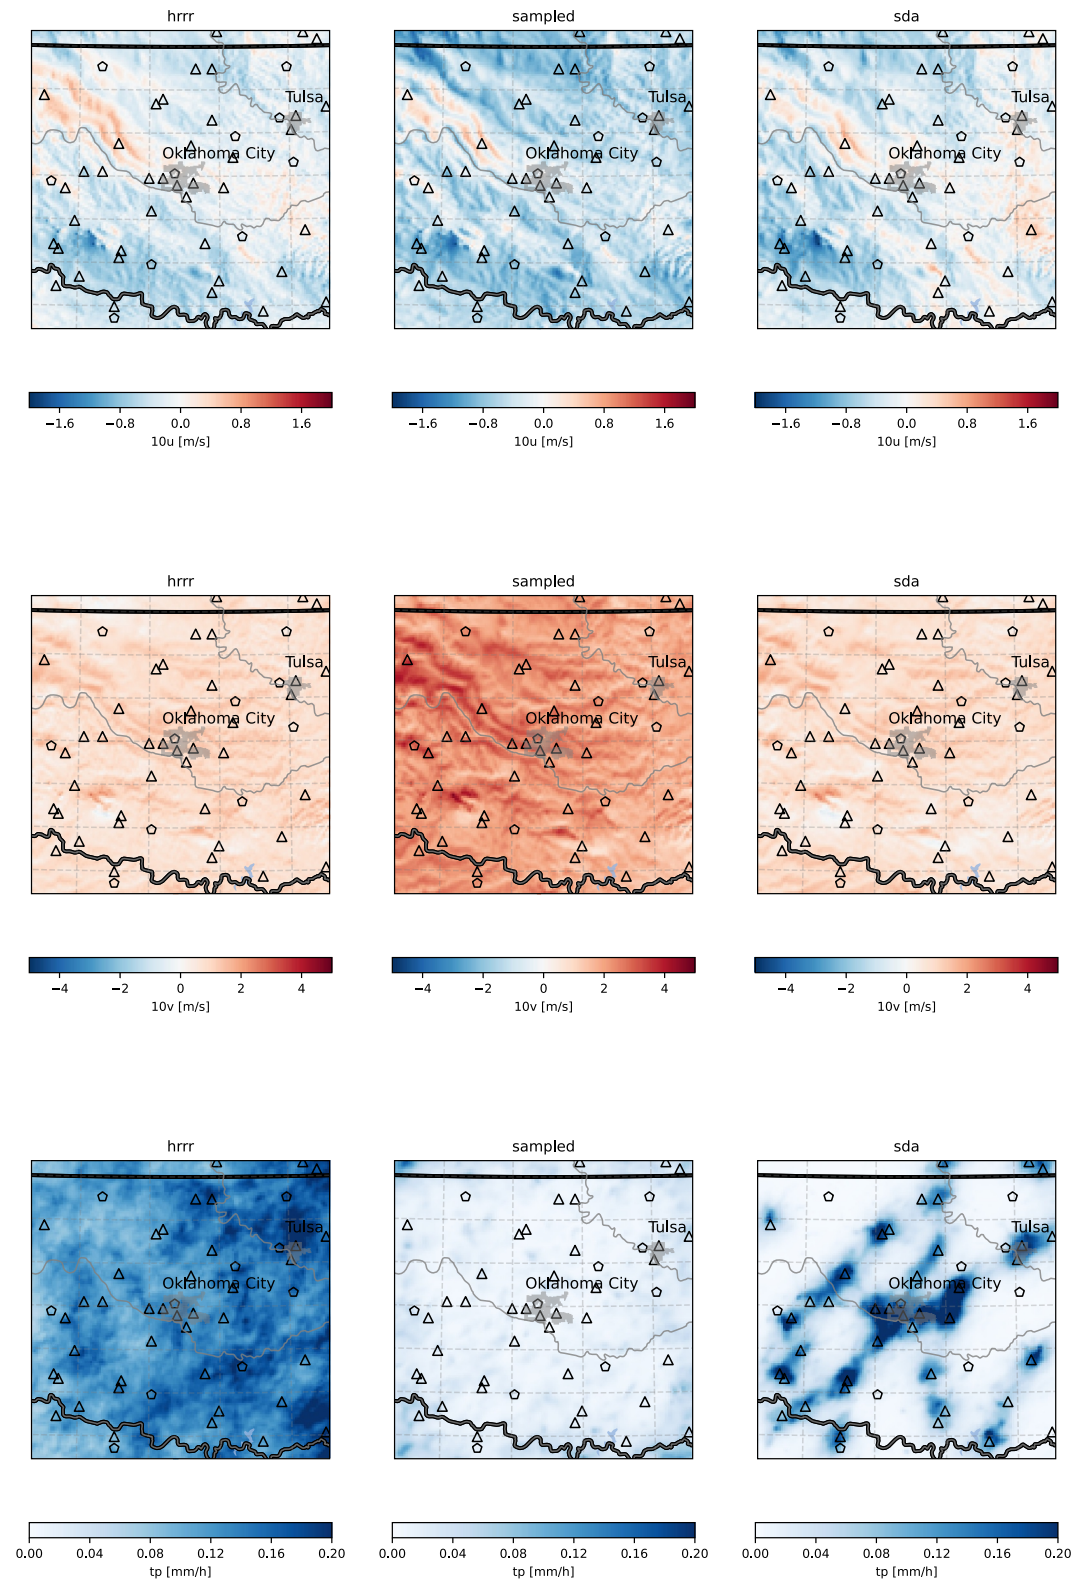 hrrr sampled sda
Tulsa Tulsa Tulsa
Oklahoma City Oklahoma City Oklahoma City
−1.6 −0.8 0.0 0.8 1.6 −1.6 −0.8 0.0 0.8 1.6 −1.6 −0.8 0.0 0.8 1.6
10u [m/s] 10u [m/s] 10u [m/s]
hrrr sampled sda
Tulsa Tulsa Tulsa
Oklahoma City Oklahoma City Oklahoma City
−4 −2 0 2 4 −4 −2 0 2 4 −4 −2 0 2 4
10v [m/s] 10v [m/s] 10v [m/s]
hrrr sampled sda
Tulsa Tulsa Tulsa
Oklahoma City Oklahoma City Oklahoma City
0.00 0.04 0.08 0.12 0.16 0.20 0.00 0.04 0.08 0.12 0.16 0.20 0.00 0.04 0.08 0.12 0.16 0.20
tp [mm/h] tp [mm/h] tp [mm/h]